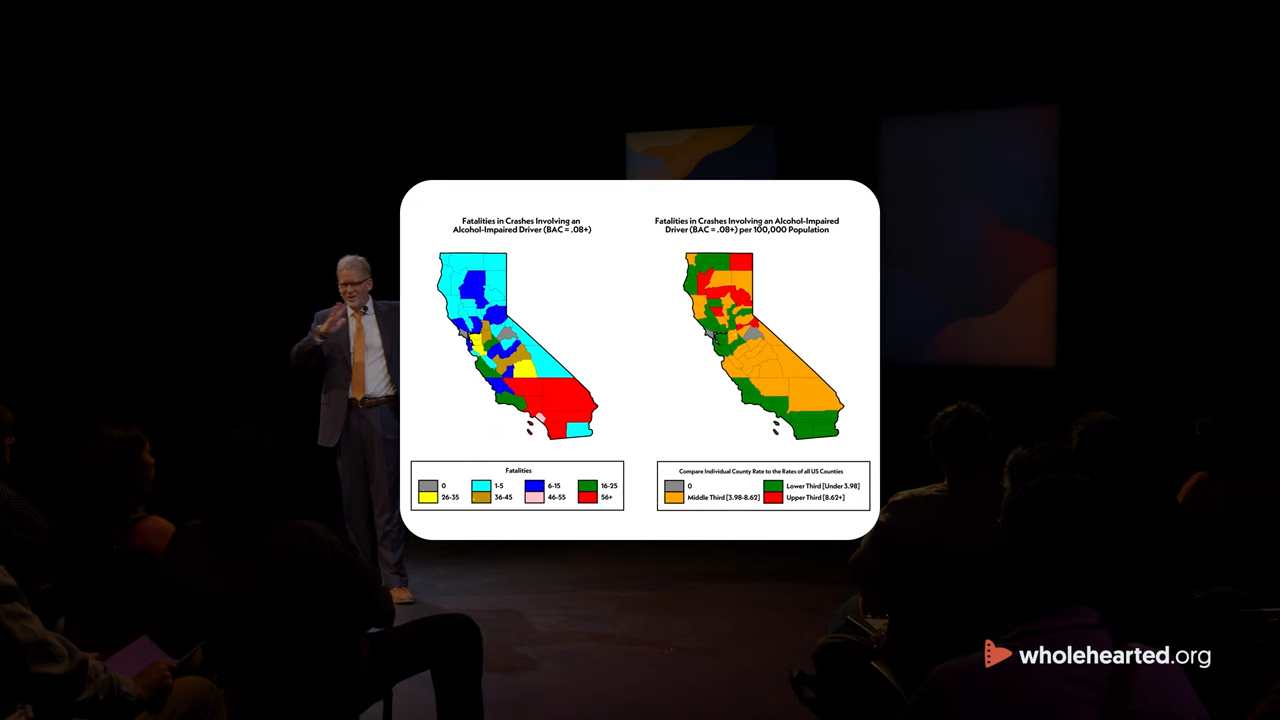 Fatalities in Crashes Involving an
Alcohol-Impaired Driver (BAC = .08+)
Fatalities in Crashes Involving an Alcohol-Impaired
Driver (BAC = .08+) per 100,000 Population
Fatalities
0
1-5
6-15
16-25
26-35
36-45
46-55
56+
Compare Individual County Rate to the Rates of all US Counties
0
Lower Third [Under 3.98]
Middle Third [3.98-8.62]
Upper Third [8.62+]
wholehearted.org